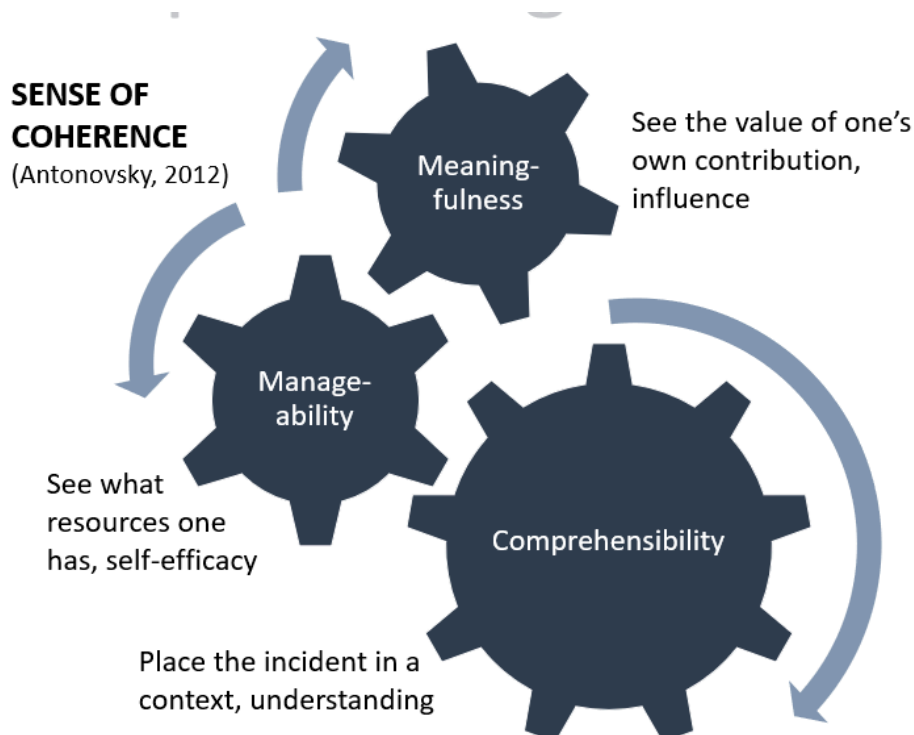 SENSE OF
COHERENCE
(Antonovsky, 2012)
Meaning-
fulness
See the value of one's
own contribution,
influence
Manage-
ability
See what
resources one
has, self-efficacy
Comprehensibility
Place the incident in a
context, understanding